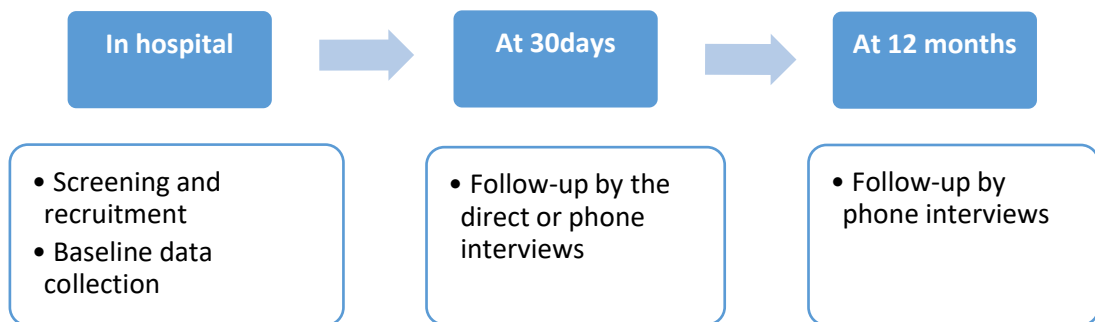 In hospital
At 30days
At 12 months
• Screening and
recruitment
• Baseline data
collection
• Follow-up by the
direct or phone
interviews
• Follow-up by
phone interviews